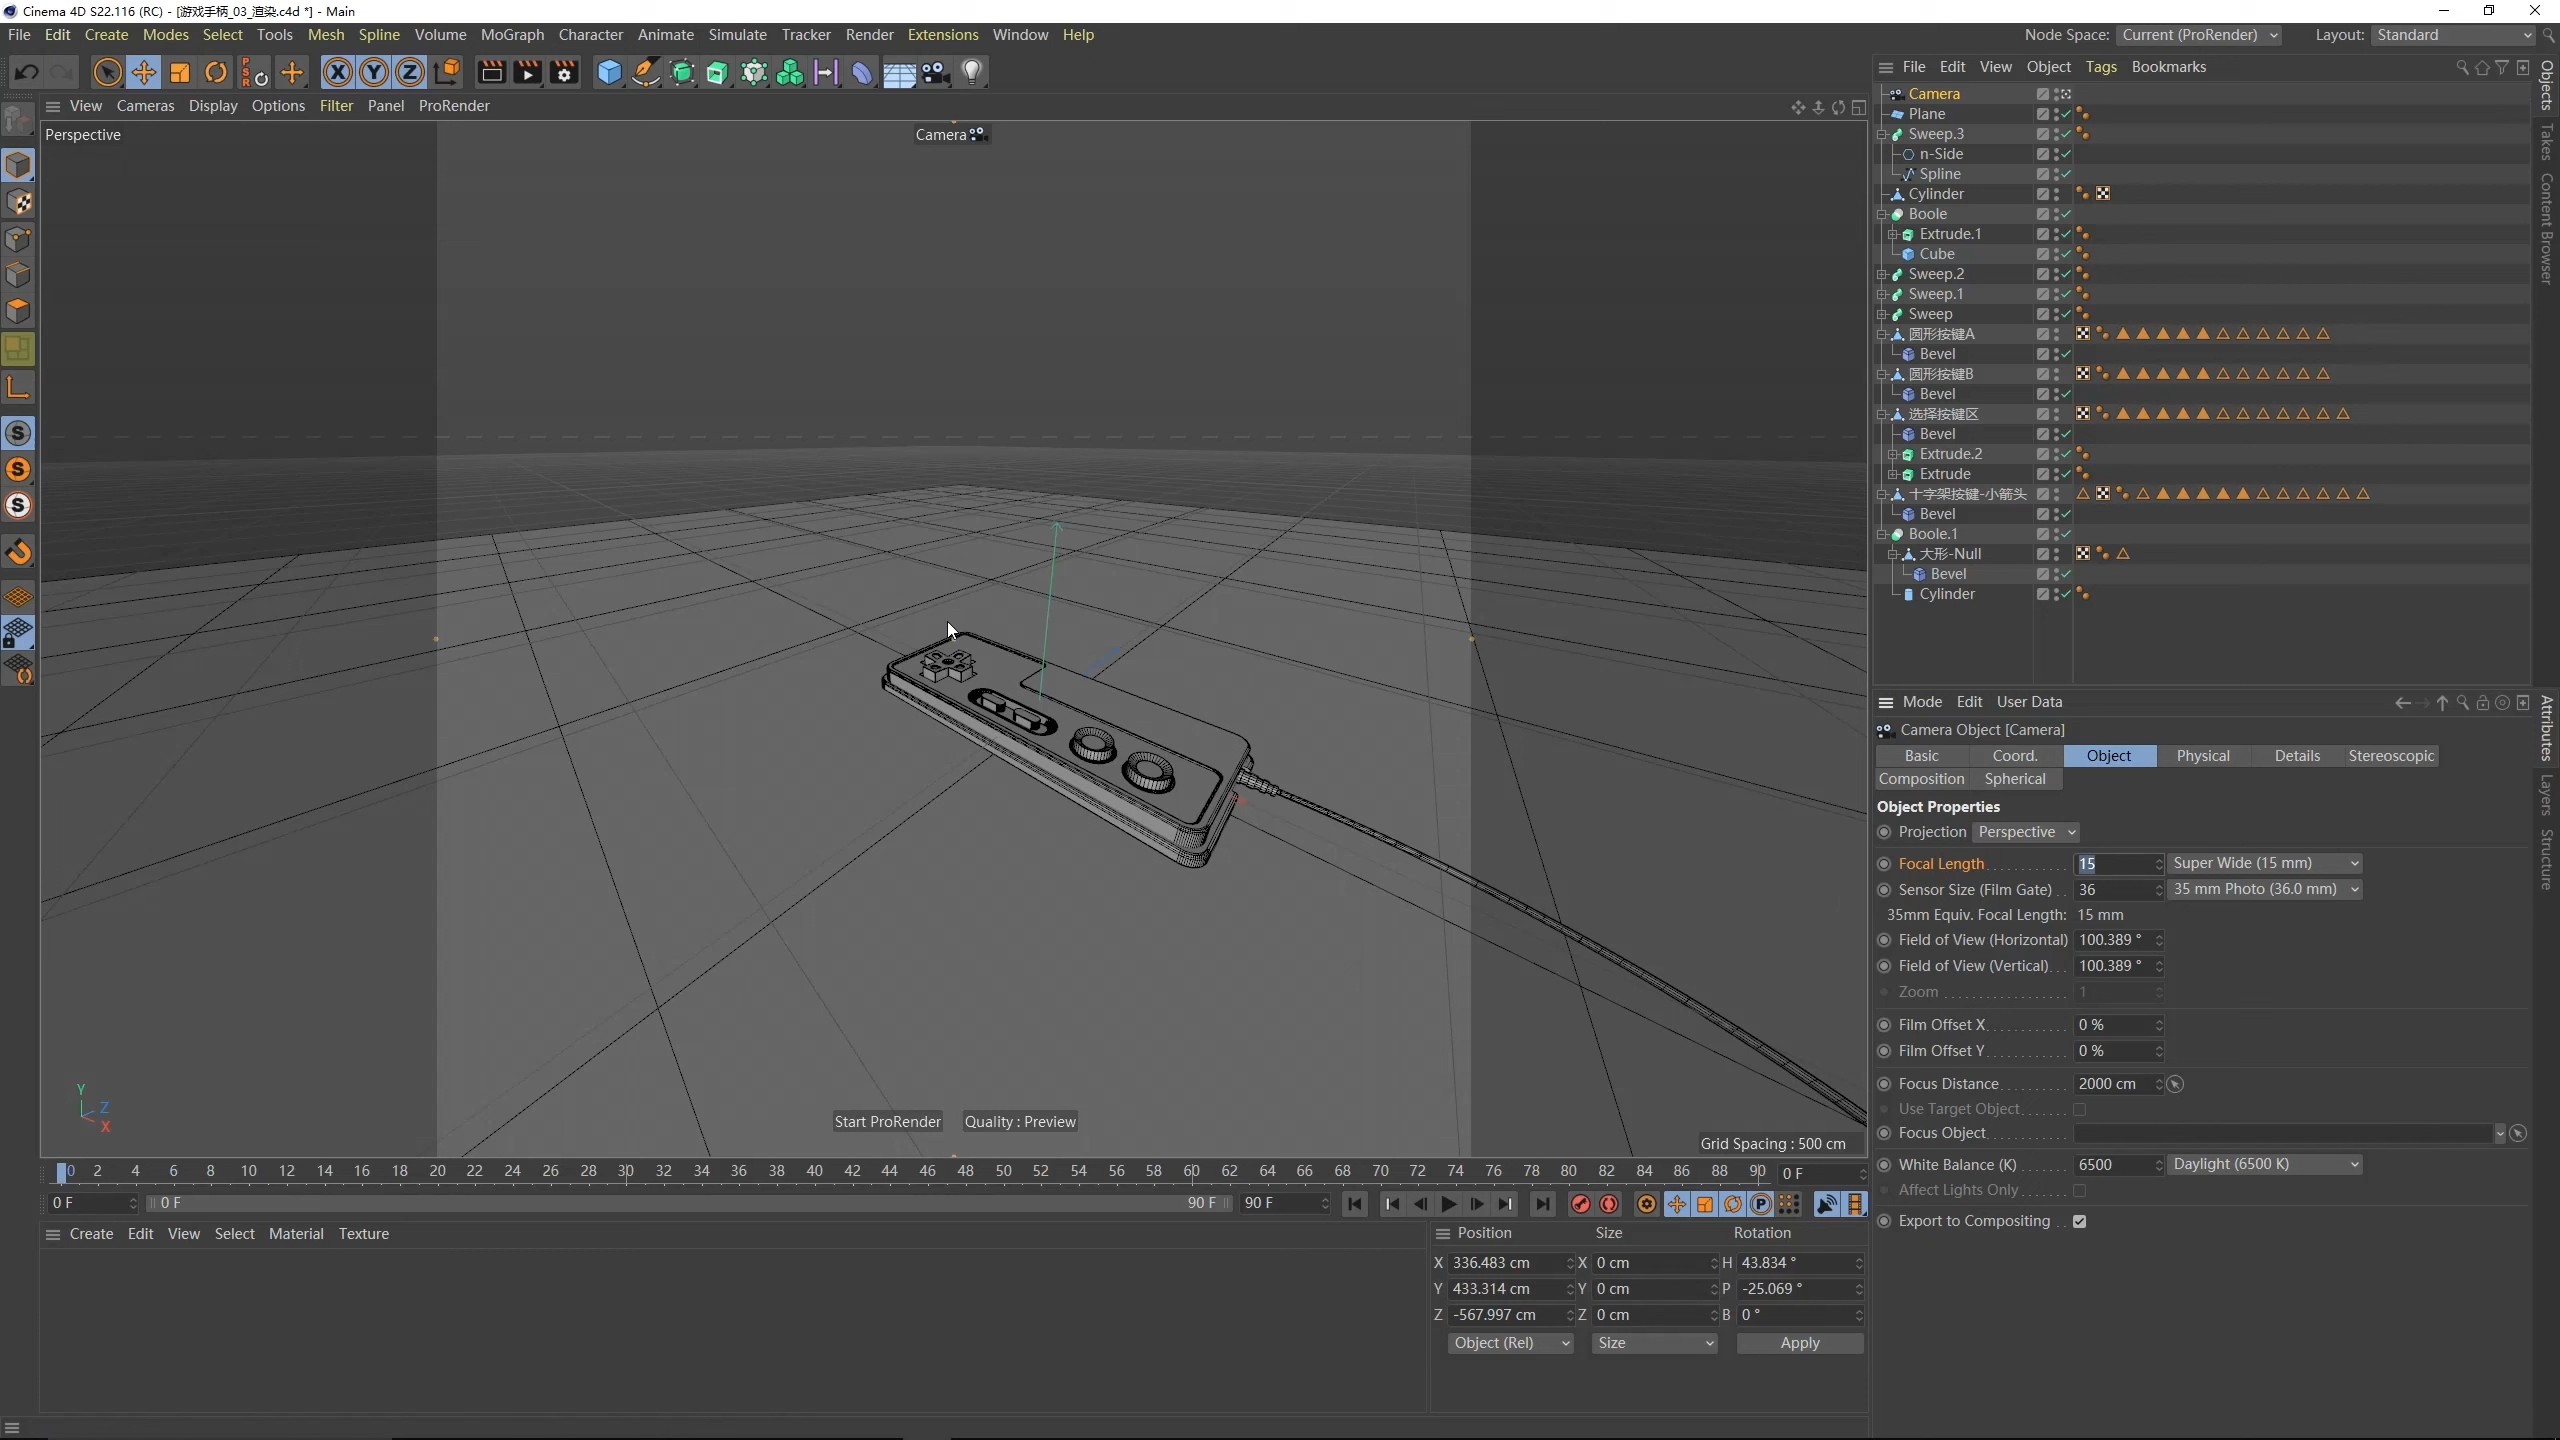 Cinema 4D S22.116 (RC) - [游戏手柄_03_渲染.c4d *] - Main
File Edit Create Modes Select Tools Mesh Spline Volume MoGraph Character Animate Simulate Tracker Render Extensions Window Help
Node Space: Current (ProRender) Layout: Standard
View Cameras Display Options Filter Panel ProRender
Perspective
Camera
Start ProRender Quality : Preview
Grid Spacing : 500 cm
Y
Z
X
File Edit View Object Tags Bookmarks
Camera
Plane
Sweep.3
n-Side
Spline
Cylinder
Boole
Extrude.1
Cube
Sweep.2
Sweep.1
Sweep
圆形按键A
Bevel
圆形按键B
Bevel
选择按键区
Bevel
Extrude.2
Extrude
十字架按键-小箭头
Bevel
Boole.1
大形-Null
Bevel
Cylinder
Objects
Takes
Content Browser
Mode Edit User Data
Camera Object [Camera]
Basic Coord. Object Physical Details Stereoscopic
Composition Spherical
Object Properties
Projection Perspective
Focal Length 15 Super Wide (15 mm)
Sensor Size (Film Gate) 36 35 mm Photo (36.0 mm)
35mm Equiv. Focal Length: 15 mm
Field of View (Horizontal) 100.389 °
Field of View (Vertical) 100.389 °
Zoom 1
Film Offset X 0 %
Film Offset Y 0 %
Focus Distance 2000 cm
Use Target Object
Focus Object
White Balance (K) 6500 Daylight (6500 K)
Affect Lights Only
Export to Compositing
Attributes
Layers
Structure
0 2 4 6 8 10 12 14 16 18 20 22 24 26 28 30 32 34 36 38 40 42 44 46 48 50 52 54 56 58 60 62 64 66 68 70 72 74 76 78 80 82 84 86 88 90 0 F
0 F 0 F 90 F 90 F
Create Edit View Select Material Texture
Position Size Rotation
X 336.483 cm X 0 cm H 43.834 °
Y 433.314 cm Y 0 cm P -25.069 °
Z -567.997 cm Z 0 cm B 0 °
Object (Rel) Size Apply